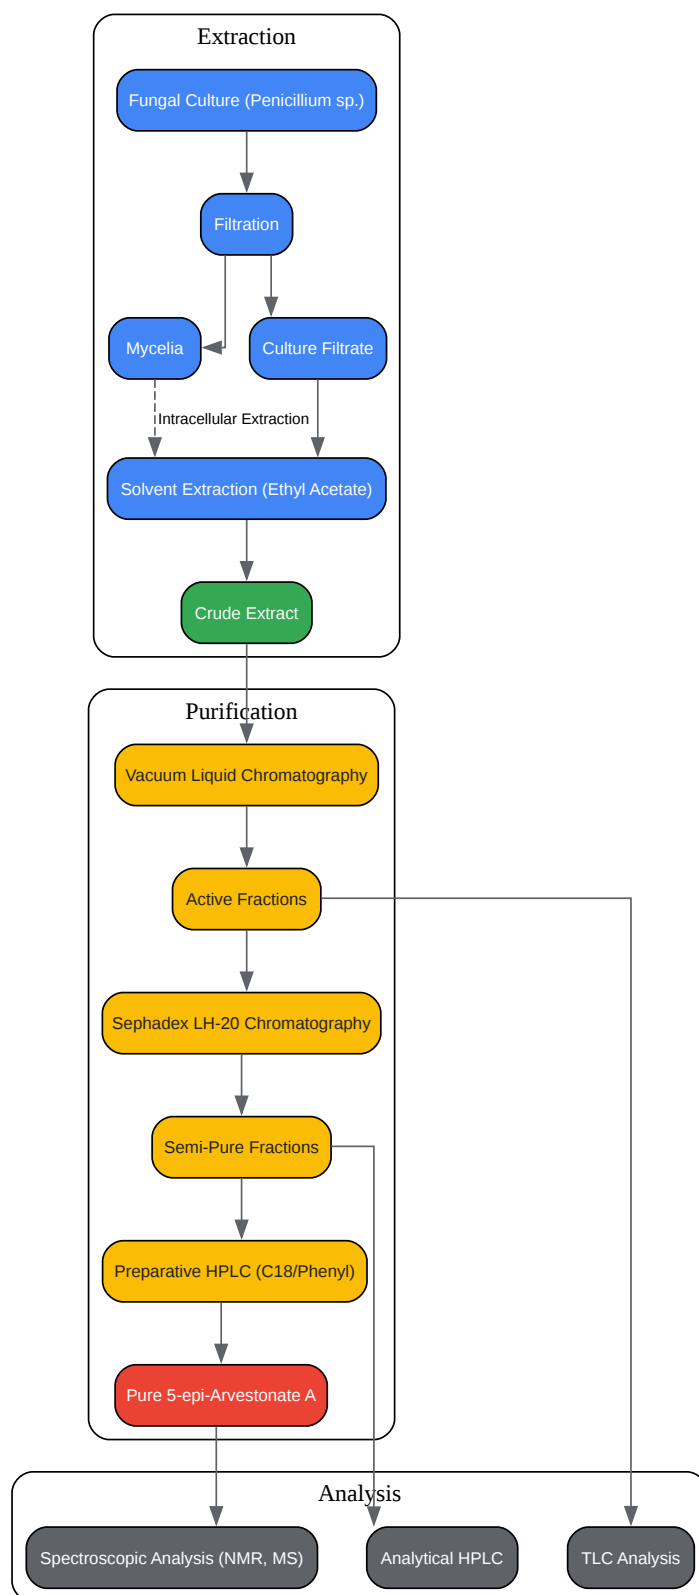 Extraction
Fungal Culture (Penicillium sp.)
Filtration
Mycelia
Culture Filtrate
Intracellular Extraction
Solvent Extraction (Ethyl Acetate)
Crude Extract
Purification
Vacuum Liquid Chromatography
Active Fractions
Sephadex LH-20 Chromatography
Semi-Pure Fractions
Preparative HPLC (C18/Phenyl)
Pure 5-epi-Arvestonate A
Analysis
Spectroscopic Analysis (NMR, MS)
Analytical HPLC
TLC Analysis